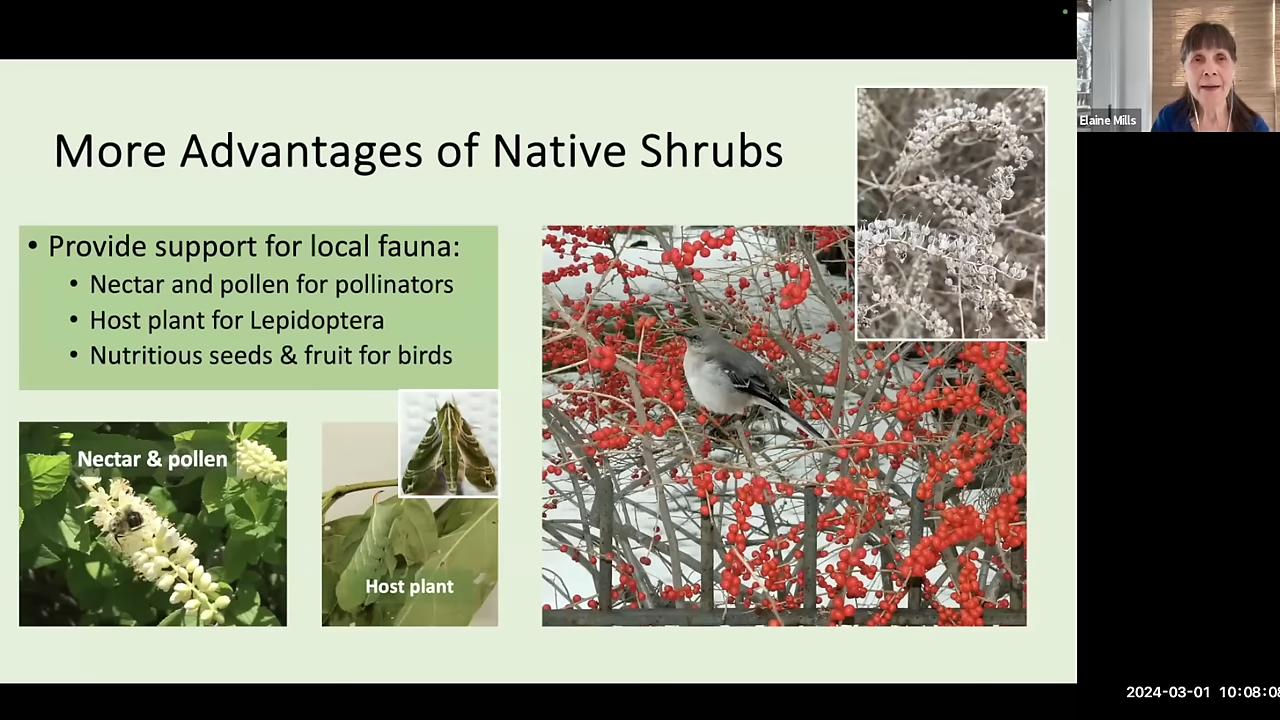 More Advantages of Native Shrubs
• Provide support for local fauna:
• Nectar and pollen for pollinators
• Host plant for Lepidoptera
• Nutritious seeds & fruit for birds
Nectar & pollen
Host plant
Elaine Mills
2024-03-01 10:08:08